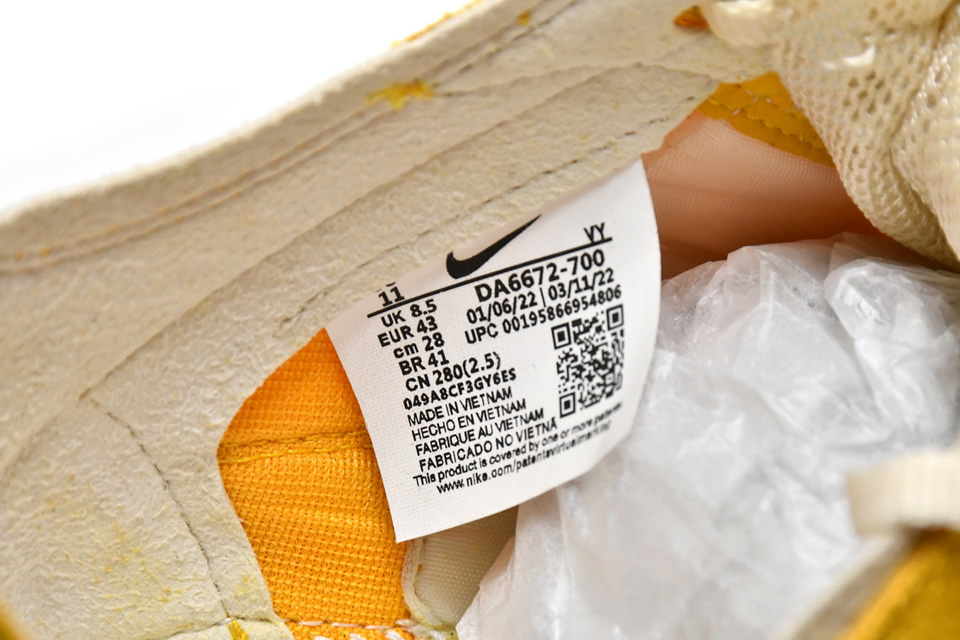 VY
11
DA6672-700
UK 8.5
01/06/22 | 03/11/22
EUR 43
UPC 00195866954806
cm 28
BR 41
CN 280(2.5)
049A8CF3GY6ES
MADE IN VIETNAM
HECHO EN VIETNAM
FABRIQUE AU VIETNAM
FABRICADO NO VIETNÃ
This product is covered by one or more patents
www.nike.com/patentsvirtualmarking